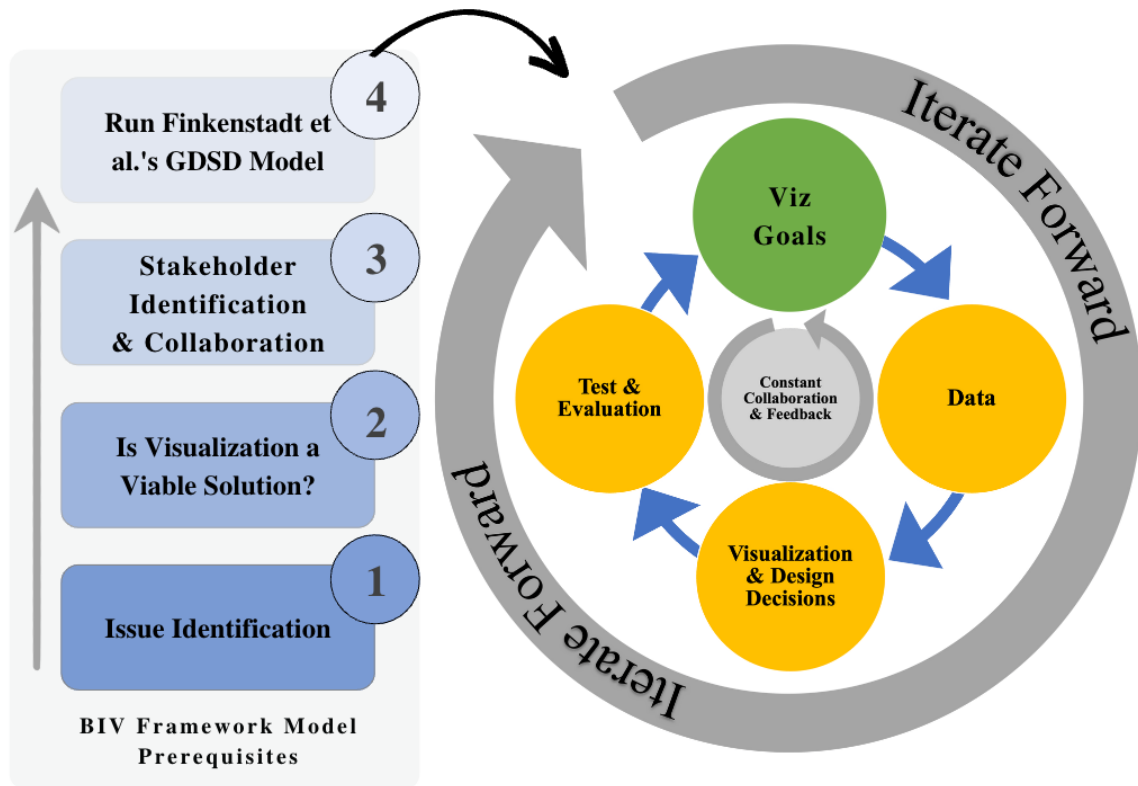 4
Run Finkenstadt et
al.'s GDSD Model
3
Stakeholder
Identification
& Collaboration
2
Is Visualization a
Viable Solution?
1
Issue Identification
BIV Framework Model
Prerequisites
Iterate Forward
Viz
Goals
Test &
Evaluation
Constant
Collaboration
& Feedback
Data
Visualization
& Design
Decisions
Iterate Forward